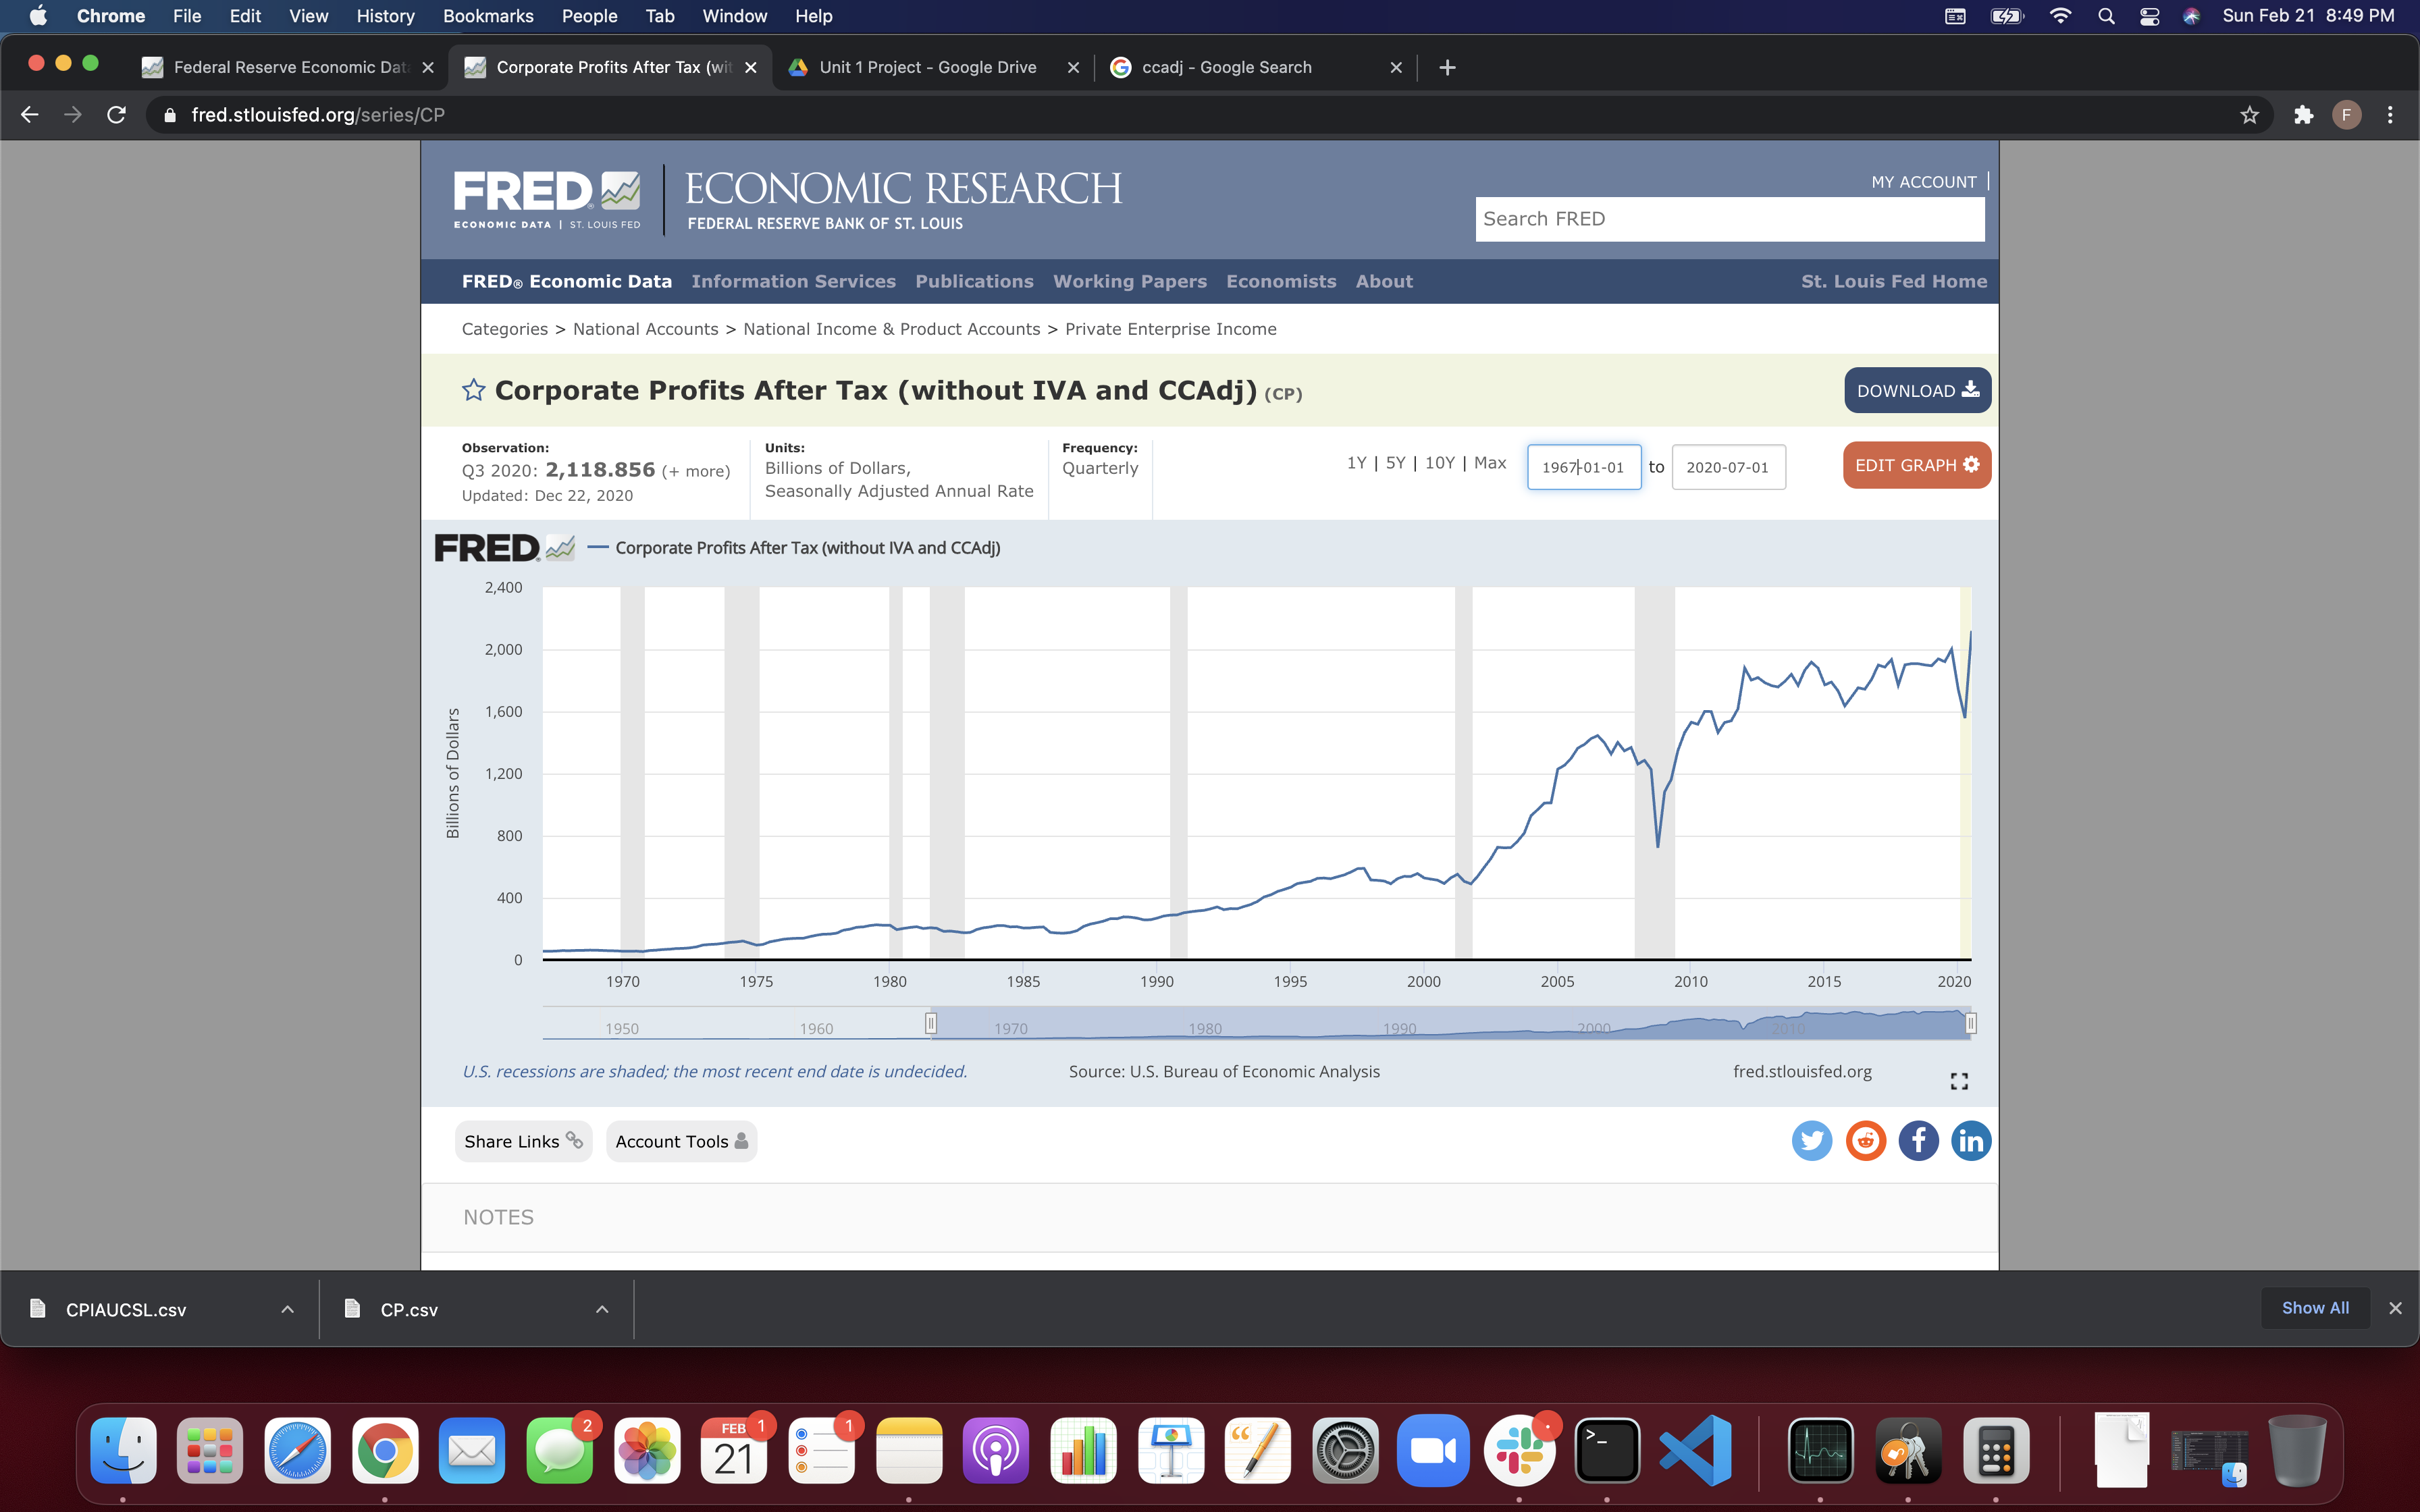 Chrome File Edit View History Bookmarks People Tab Window Help
Sun Feb 21 8:49 PM
Federal Reserve Economic Dat
Corporate Profits After Tax (wit
Unit 1 Project - Google Drive
ccadj - Google Search
fred.stlouisfed.org/series/CP
F
FRED®
ECONOMIC DATA | ST. LOUIS FED
ECONOMIC RESEARCH
FEDERAL RESERVE BANK OF ST. LOUIS
MY ACCOUNT
Search FRED
FRED® Economic Data Information Services Publications Working Papers Economists About St. Louis Fed Home
Categories > National Accounts > National Income & Product Accounts > Private Enterprise Income
Corporate Profits After Tax (without IVA and CCAdj) (CP)
DOWNLOAD
Observation:
Q3 2020: 2,118.856 (+ more)
Updated: Dec 22, 2020
Units:
Billions of Dollars,
Seasonally Adjusted Annual Rate
Frequency:
Quarterly
1Y | 5Y | 10Y | Max
1967-01-01 to 2020-07-01
EDIT GRAPH
FRED
Corporate Profits After Tax (without IVA and CCAdj)
Billions of Dollars
2,400
2,000
1,600
1,200
800
400
0
1970 1975 1980 1985 1990 1995 2000 2005 2010 2015 2020
1950 1960 1970 1980 1990 2000 2010
U.S. recessions are shaded; the most recent end date is undecided.
Source: U.S. Bureau of Economic Analysis
fred.stlouisfed.org
Share Links
Account Tools
f
in
NOTES
CPIAUCSL.csv
CP.csv
Show All
2
FEB
21
1
1
>_